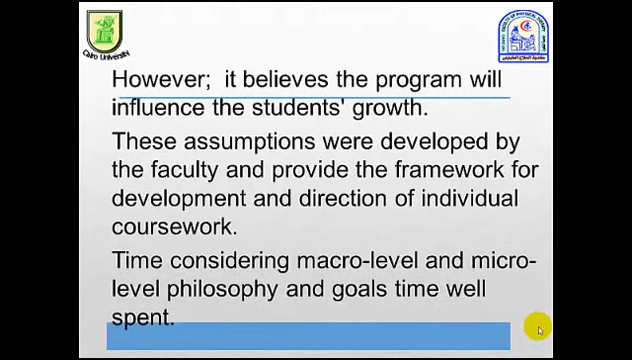 Cairo University
However;  it believes the program will
influence the students' growth.
These assumptions were developed by
the faculty and provide the framework for
development and direction of individual
coursework.
Time considering macro-level and micro-
level philosophy and goals time well
spent.